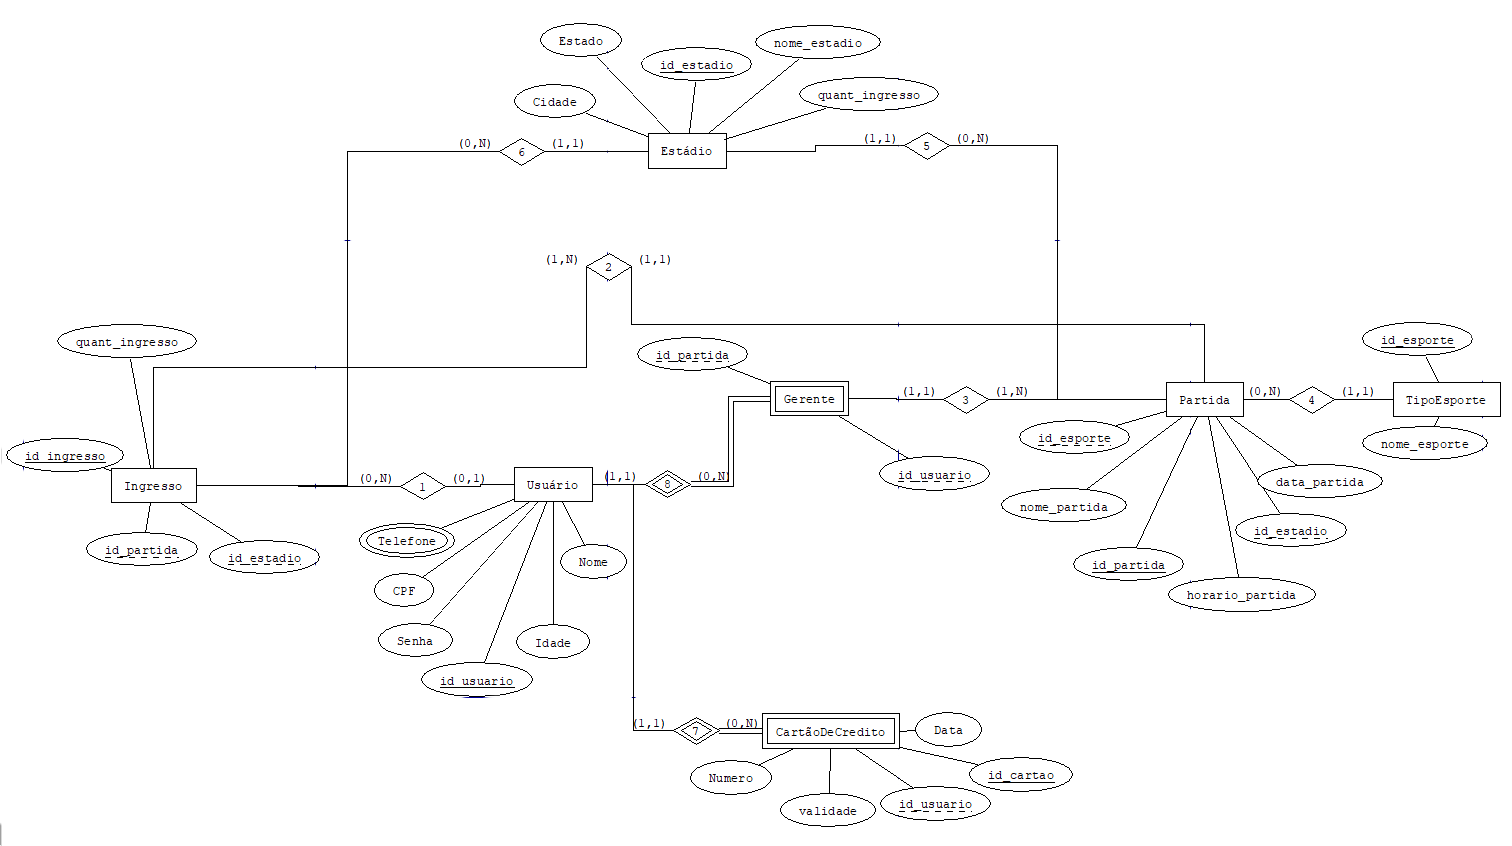 Estado
nome_estadio
id_estadio
quant_ingresso
Cidade
(0,N)
6
(1,1)
Estádio
(1,1)
5
(0,N)
(1,N)
2
(1,1)
quant_ingresso
id_partida
id_esporte
Gerente
(1,1)
3
(1,N)
Partida
(0,N)
4
(1,1)
TipoEsporte
id_esporte
nome_esporte
id_ingresso
id_usuario
data_partida
Ingresso
(0,N)
1
(0,1)
Usuário
(1,1)
8
(0,N)
nome_partida
id_estadio
Telefone
id_partida
id_estadio
Nome
id_partida
CPF
horario_partida
Senha
Idade
id_usuario
(1,1)
7
(0,N)
CartãoDeCredito
Data
Numero
id_cartao
validade
id_usuario